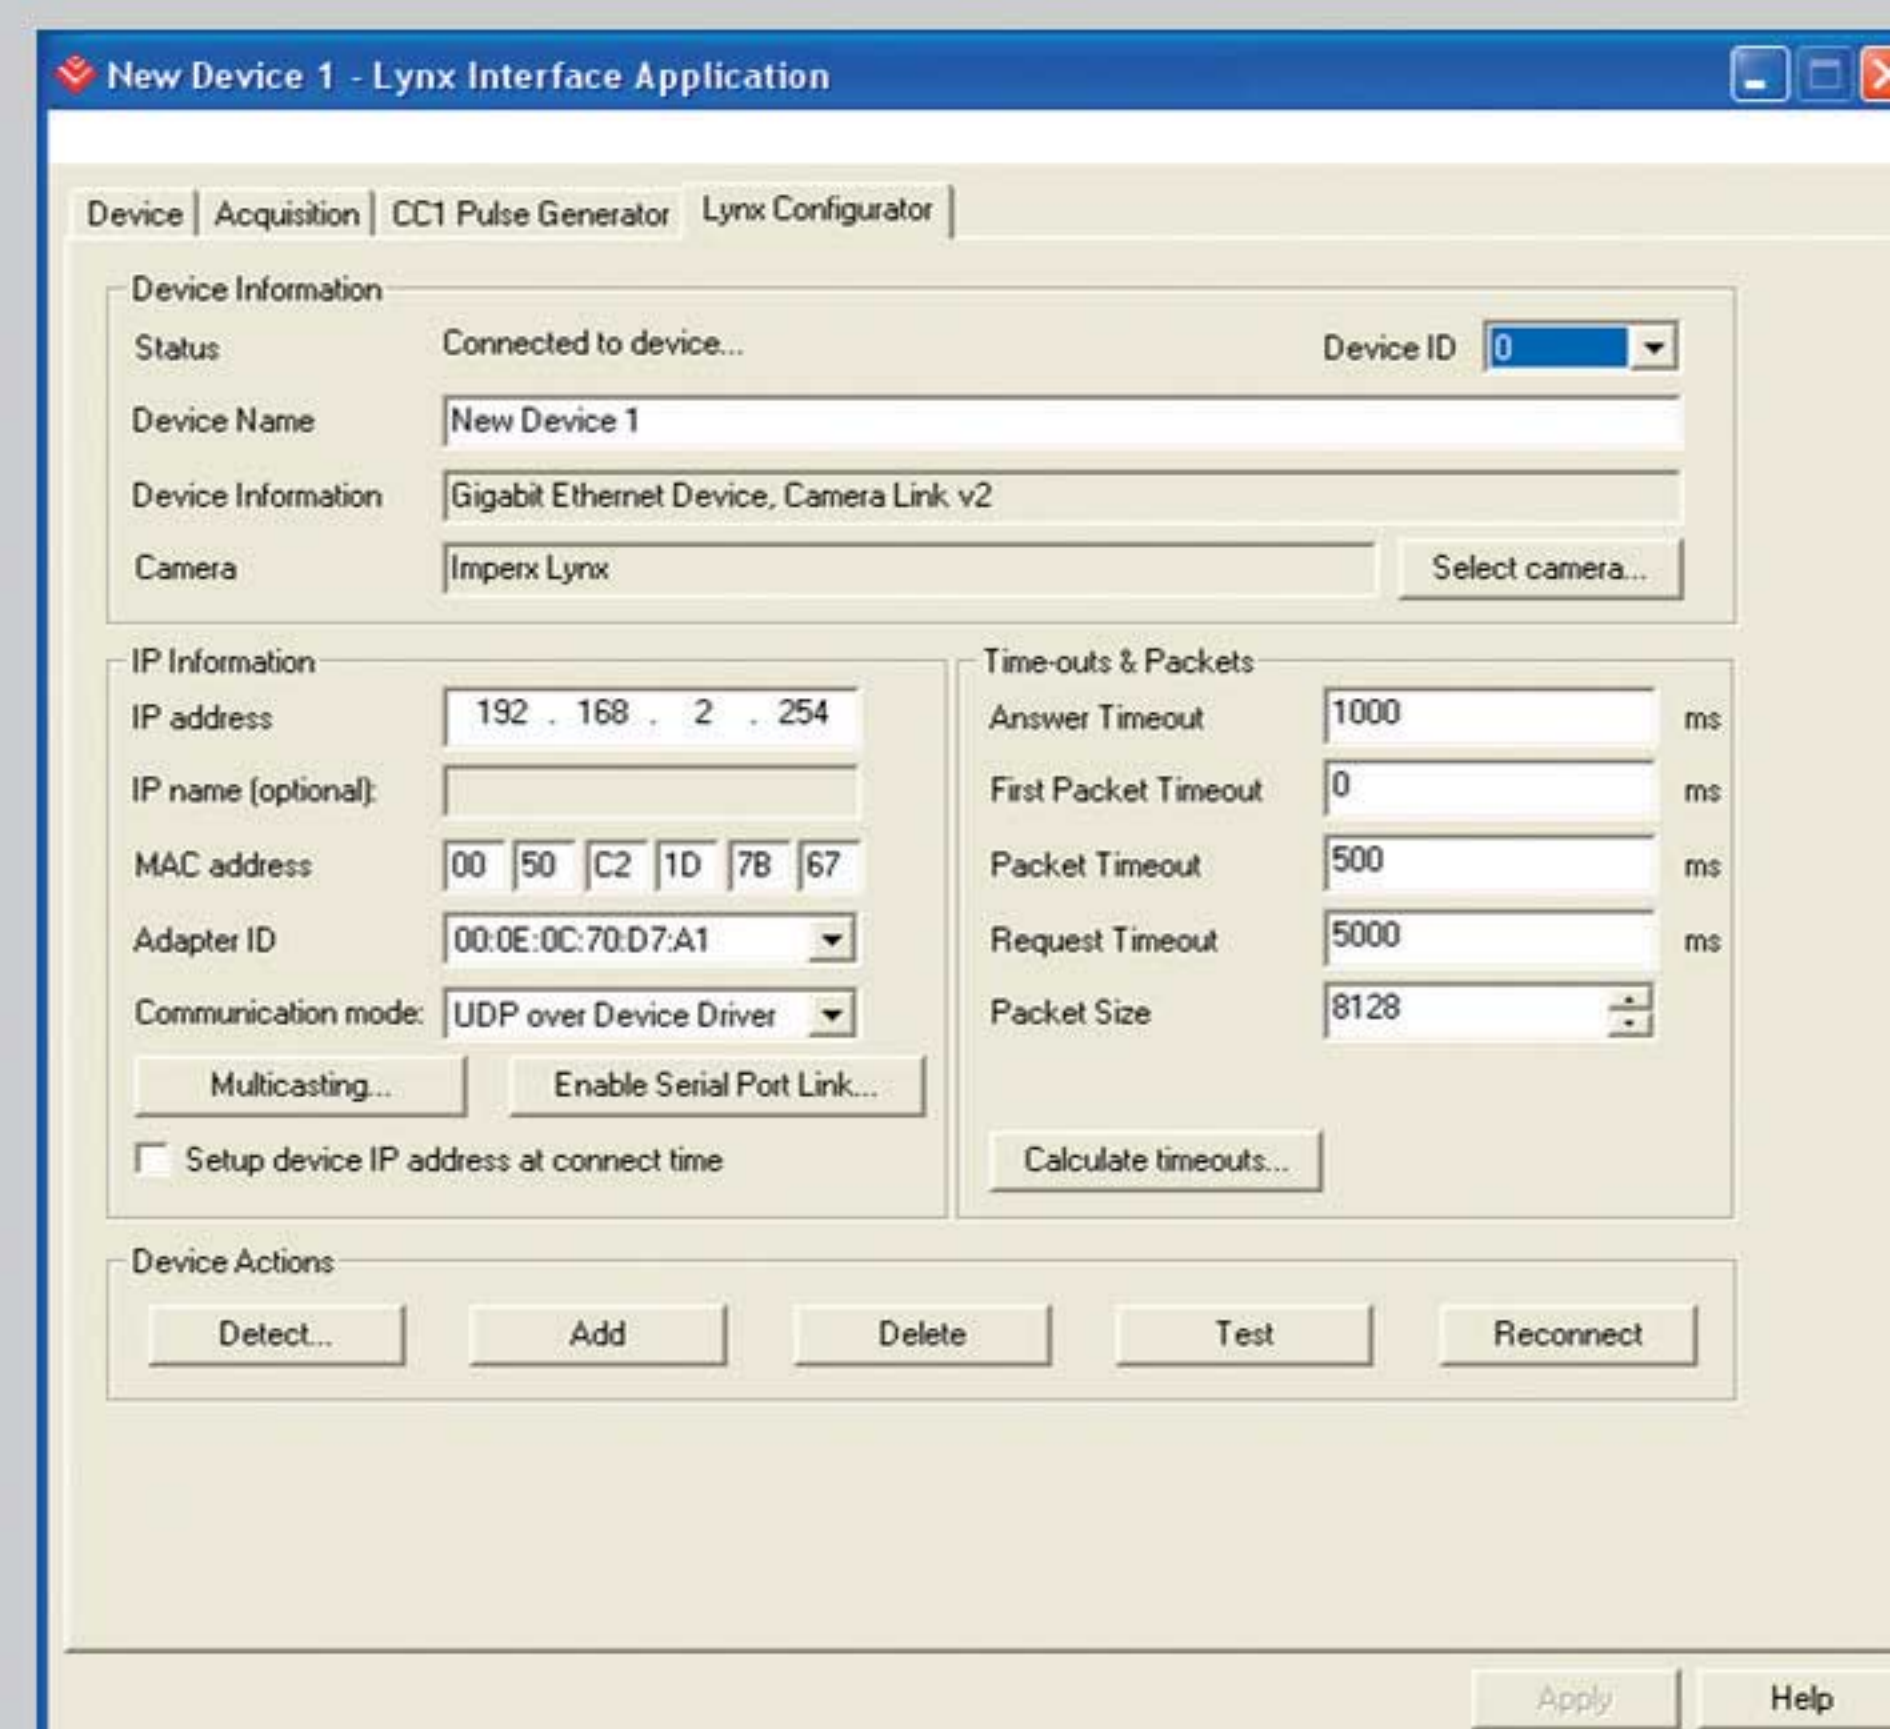 New Device 1 - Lynx Interface Application
Device Acquisition CC1 Pulse Generator Lynx Configurator
Device Information
Status Connected to device... Device ID 0
Device Name New Device 1
Device Information Gigabit Ethernet Device, Camera Link v2
Camera Imperx Lynx Select camera...
IP Information
IP address 192 . 168 . 2 . 254
IP name (optional):
MAC address 00 50 C2 1D 7B 67
Adapter ID 00:0E:0C:70:D7:A1
Communication mode: UDP over Device Driver
Multicasting... Enable Serial Port Link...
Setup device IP address at connect time
Time-outs & Packets
Answer Timeout 1000 ms
First Packet Timeout 0 ms
Packet Timeout 500 ms
Request Timeout 5000 ms
Packet Size 8128
Calculate timeouts...
Device Actions
Detect... Add Delete Test Reconnect
Apply Help